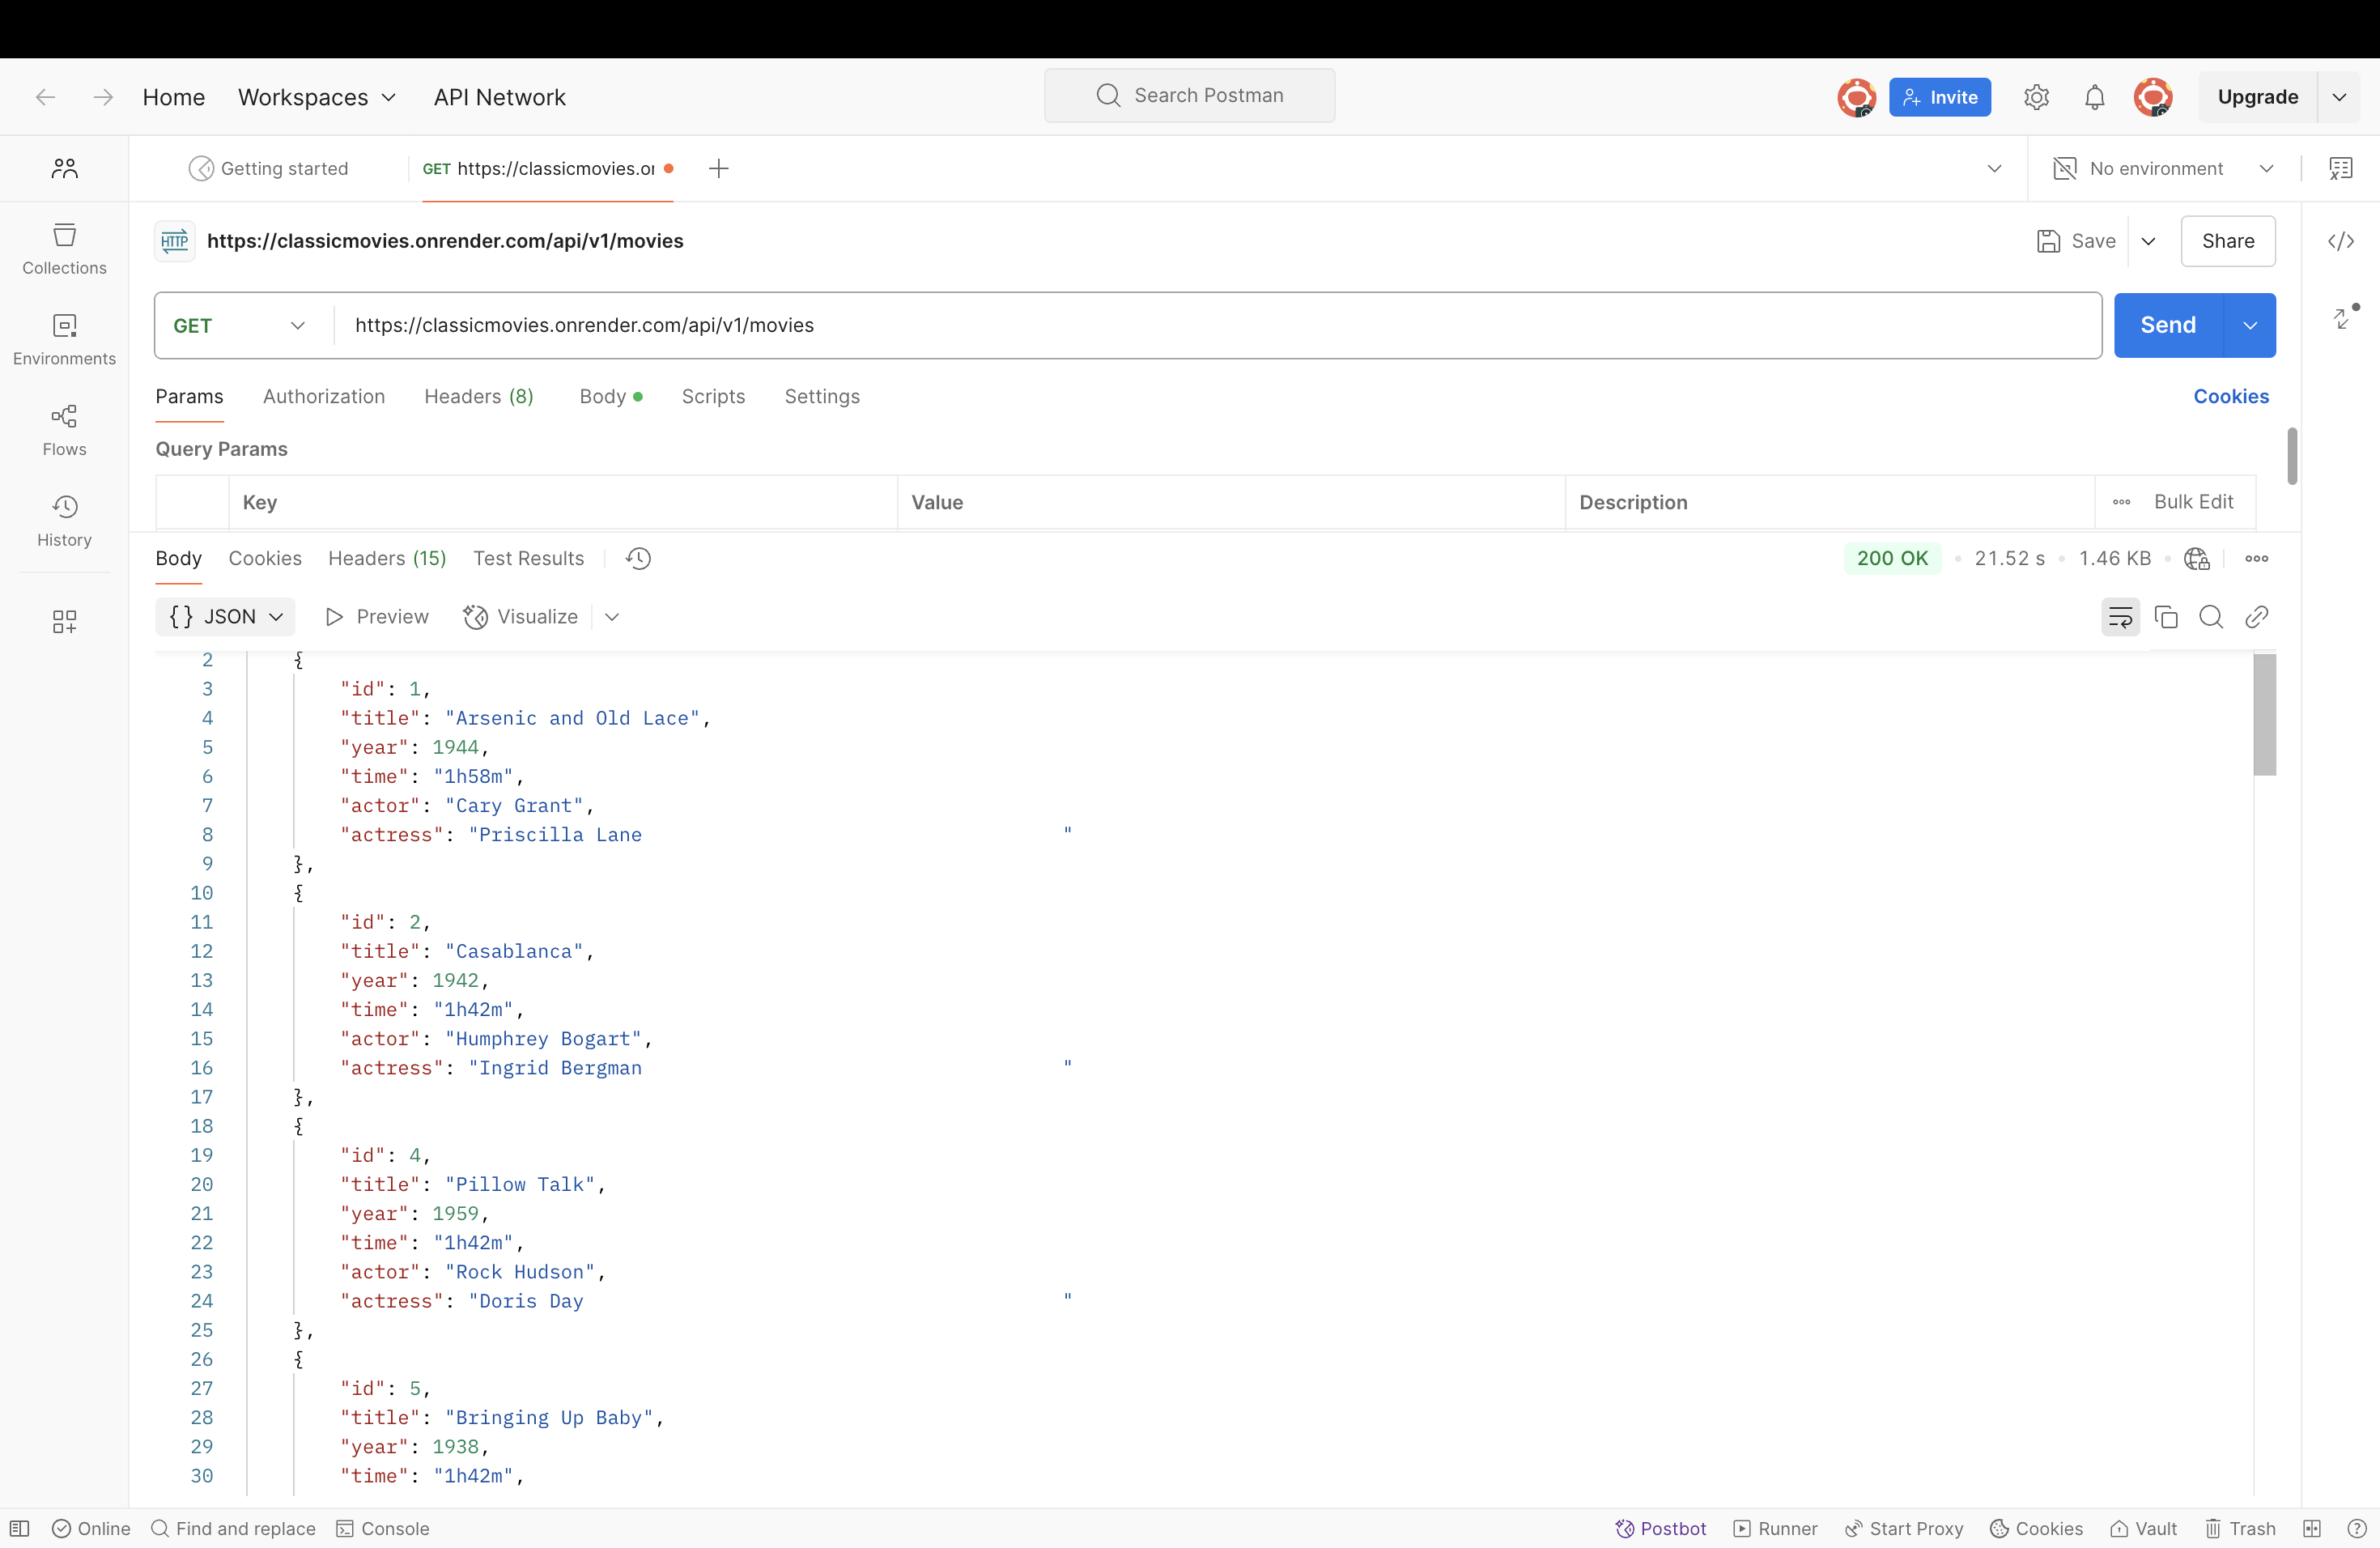 Home Workspaces API Network Search Postman Invite Upgrade
Getting started GET https://classicmovies.or No environment
HTTP https://classicmovies.onrender.com/api/v1/movies Save Share
Collections
GET https://classicmovies.onrender.com/api/v1/movies Send
Environments
Params Authorization Headers (8) Body Scripts Settings Cookies
Flows
Query Params
Key Value Description Bulk Edit
History
Body Cookies Headers (15) Test Results 200 OK 21.52 s 1.46 KB
{} JSON Preview Visualize
2 {
3 "id": 1,
4 "title": "Arsenic and Old Lace",
5 "year": 1944,
6 "time": "1h58m",
7 "actor": "Cary Grant",
8 "actress": "Priscilla Lane "
9 },
10 {
11 "id": 2,
12 "title": "Casablanca",
13 "year": 1942,
14 "time": "1h42m",
15 "actor": "Humphrey Bogart",
16 "actress": "Ingrid Bergman "
17 },
18 {
19 "id": 4,
20 "title": "Pillow Talk",
21 "year": 1959,
22 "time": "1h42m",
23 "actor": "Rock Hudson",
24 "actress": "Doris Day "
25 },
26 {
27 "id": 5,
28 "title": "Bringing Up Baby",
29 "year": 1938,
30 "time": "1h42m",
Online Find and replace Console Postbot Runner Start Proxy Cookies Vault Trash